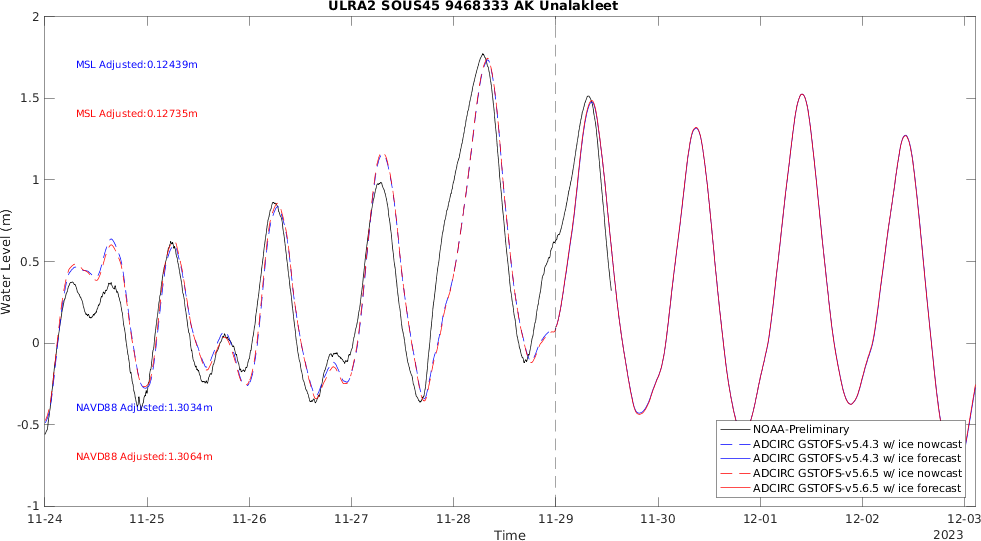 ULRA2 SOUS45 9468333 AK Unalakleet
2
1.5
1
0.5
0
-0.5
-1
Water Level (m)
MSL Adjusted:0.12439m
MSL Adjusted:0.12735m
NAVD88 Adjusted:1.3034m
NAVD88 Adjusted:1.3064m
NOAA-Preliminary
ADCIRC GSTOFS-v5.4.3 w/ ice nowcast
ADCIRC GSTOFS-v5.4.3 w/ ice forecast
ADCIRC GSTOFS-v5.6.5 w/ ice nowcast
ADCIRC GSTOFS-v5.6.5 w/ ice forecast
11-24 11-25 11-26 11-27 11-28 11-29 11-30 12-01 12-02 12-03
Time
2023